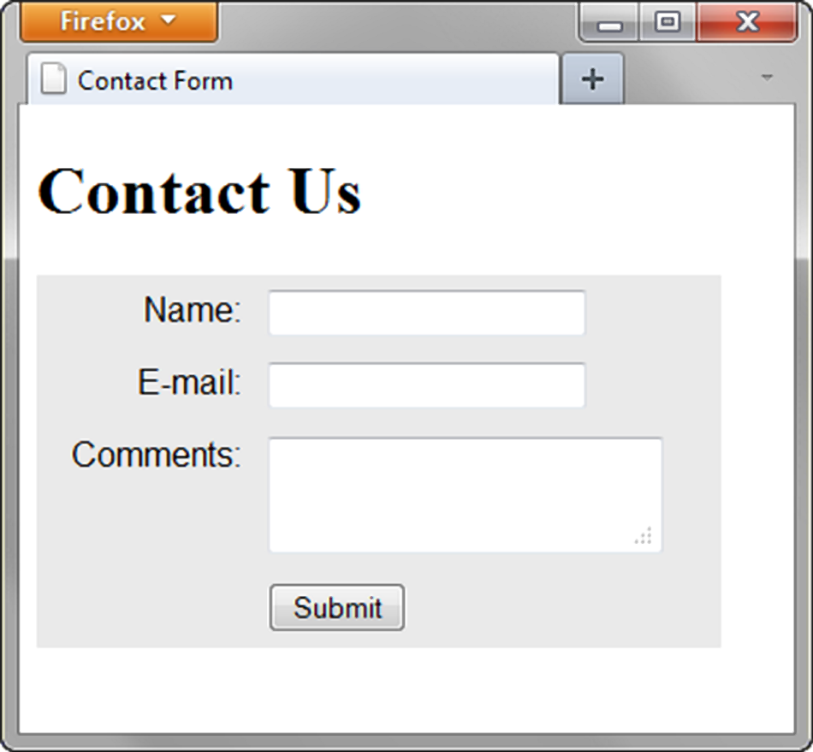 Firefox
Contact Form
Contact Us
Name:
E-mail:
Comments:
Submit